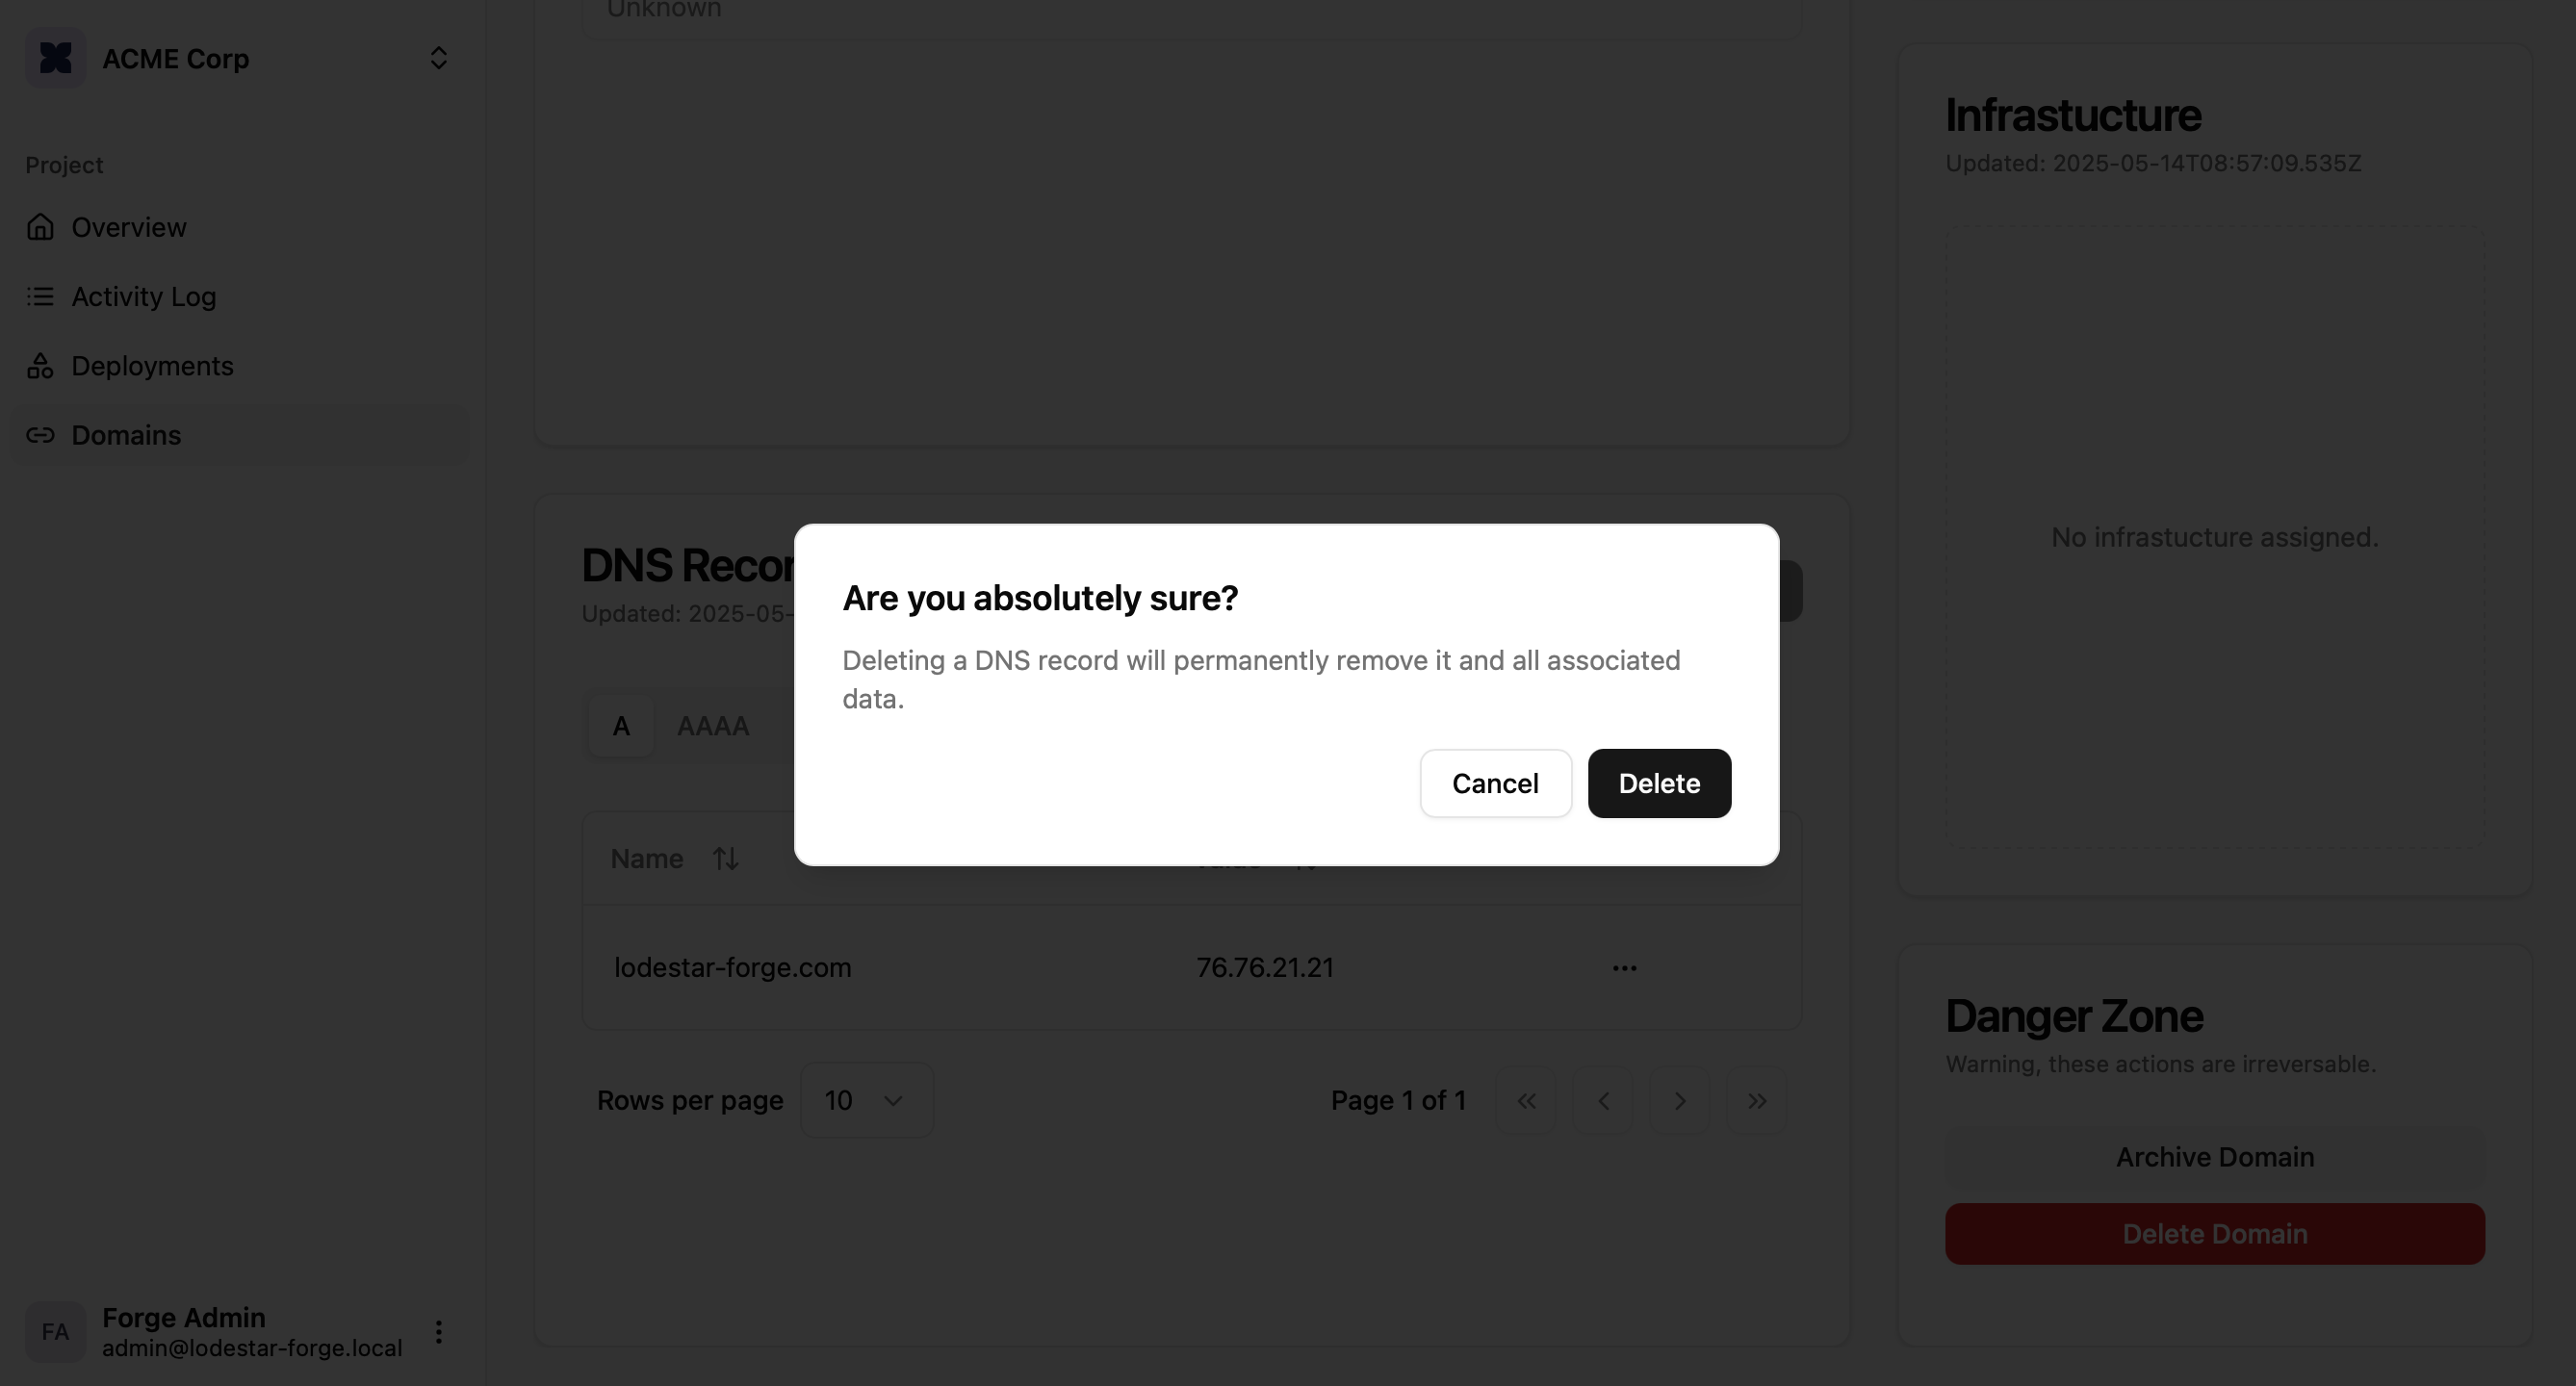 ACME Corp
Project
Overview
Activity Log
Deployments
Domains
Forge Admin
FA
admin@lodestar-forge.local
Unknown
DNS Recor
Updated: 2025-05-
A
AAAA
Name
lodestar-forge.com
76.76.21.21
Rows per page
10
Page 1 of 1
Are you absolutely sure?
Deleting a DNS record will permanently remove it and all associated
data.
Cancel
Delete
Infrastucture
Updated: 2025-05-14T08:57:09.535Z
No infrastucture assigned.
Danger Zone
Warning, these actions are irreversable.
Archive Domain
Delete Domain